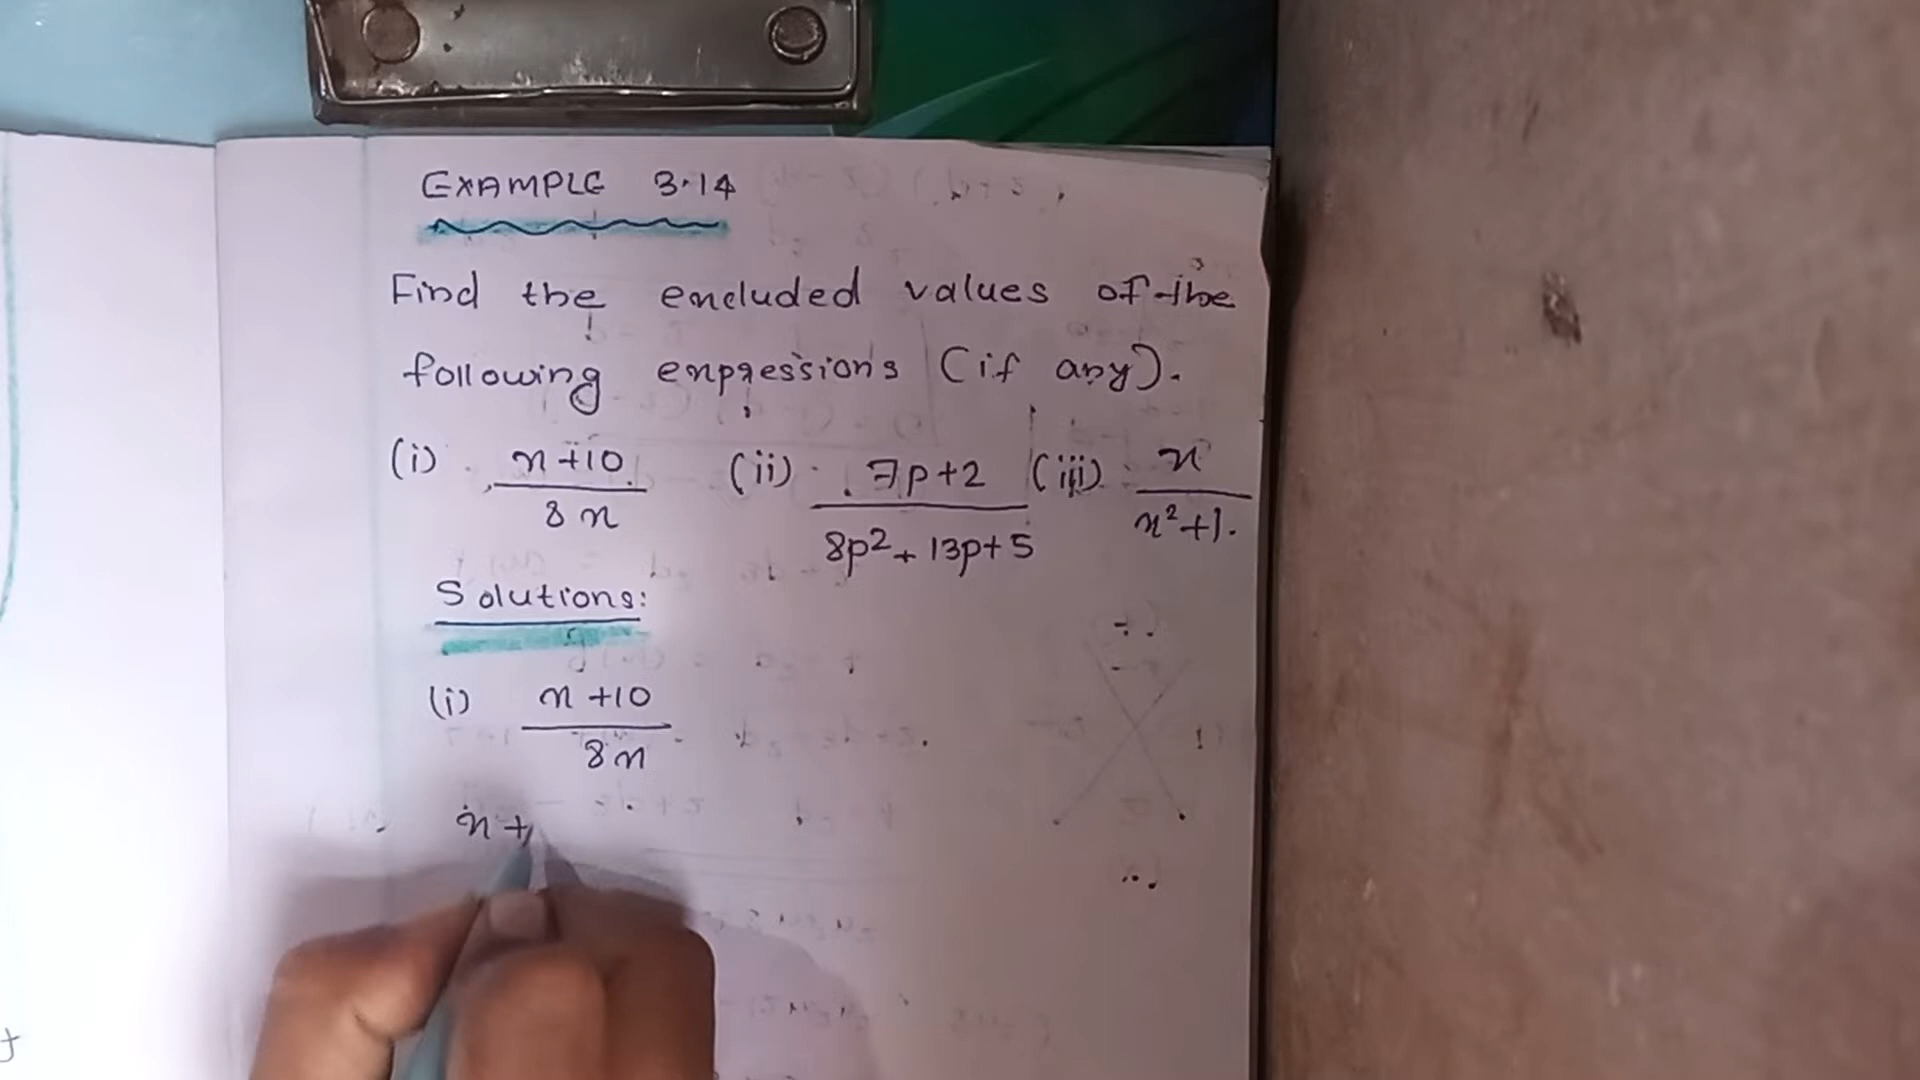 EXAMPLE 3.14
Find the excluded values of the
following expressions (if any).
(i) x+10/8x (ii) 7p+2/8p²+13p+5 (iii) x/x²+1.
Solutions:
(i) x+10/8x
x+